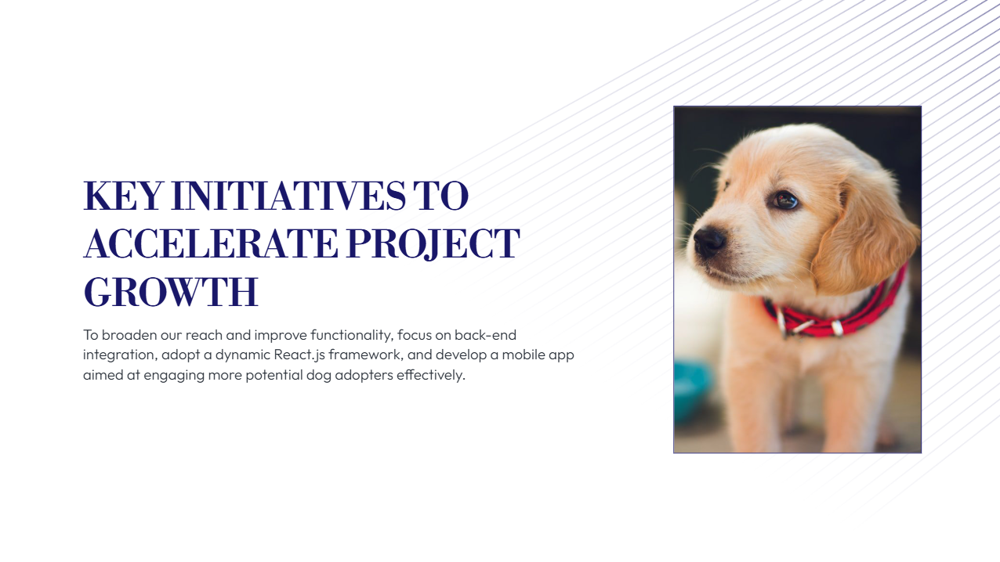 KEY INITIATIVES TO
ACCELERATE PROJECT
GROWTH
To broaden our reach and improve functionality, focus on back-end
integration, adopt a dynamic React.js framework, and develop a mobile app
aimed at engaging more potential dog adopters effectively.